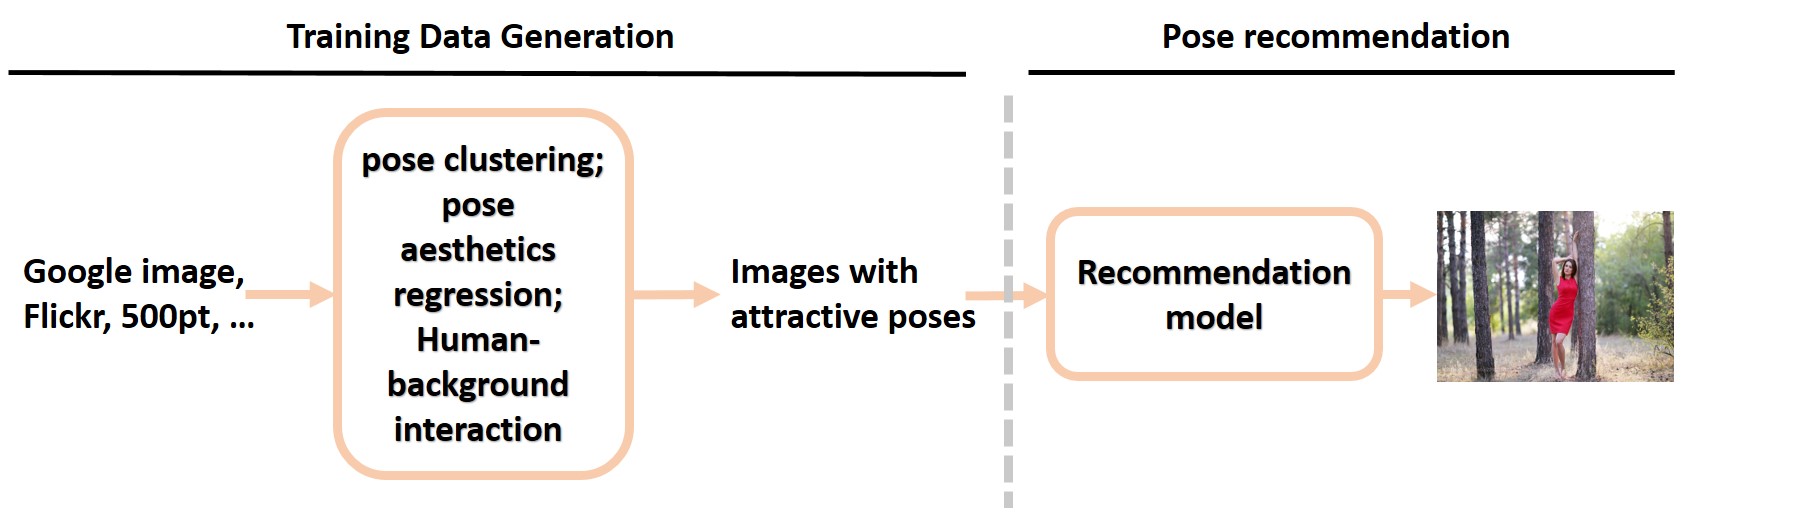 Training Data Generation
Pose recommendation
Google image,
Flickr, 500pt, ...
pose clustering;
pose
aesthetics
regression;
Human-
background
interaction
Images with
attractive poses
Recommendation
model